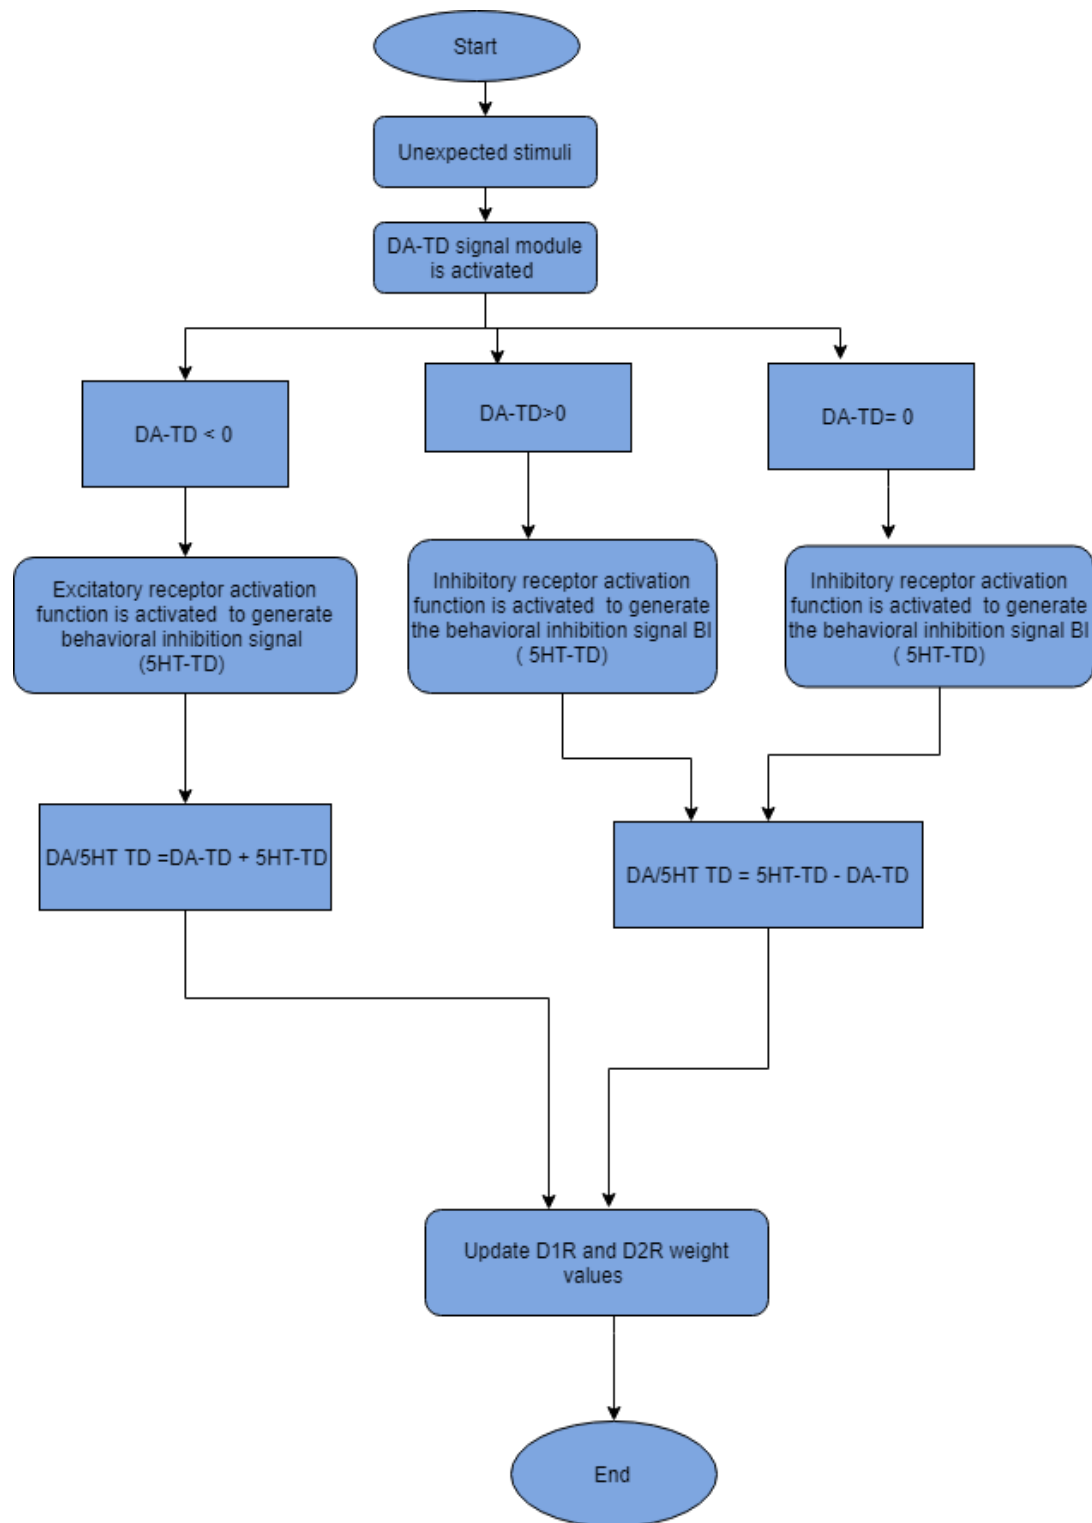 Start
Unexpected stimuli
DA-TD signal module
is activated
DA-TD < 0
DA-TD>0
DA-TD= 0
Excitatory receptor activation
function is activated  to generate
behavioral inhibition signal
(5HT-TD)
Inhibitory receptor activation
function is activated  to generate
the behavioral inhibition signal BI
( 5HT-TD)
Inhibitory receptor activation
function is activated  to generate
the behavioral inhibition signal BI
( 5HT-TD)
DA/5HT TD =DA-TD + 5HT-TD
DA/5HT TD = 5HT-TD - DA-TD
Update D1R and D2R weight
values
End